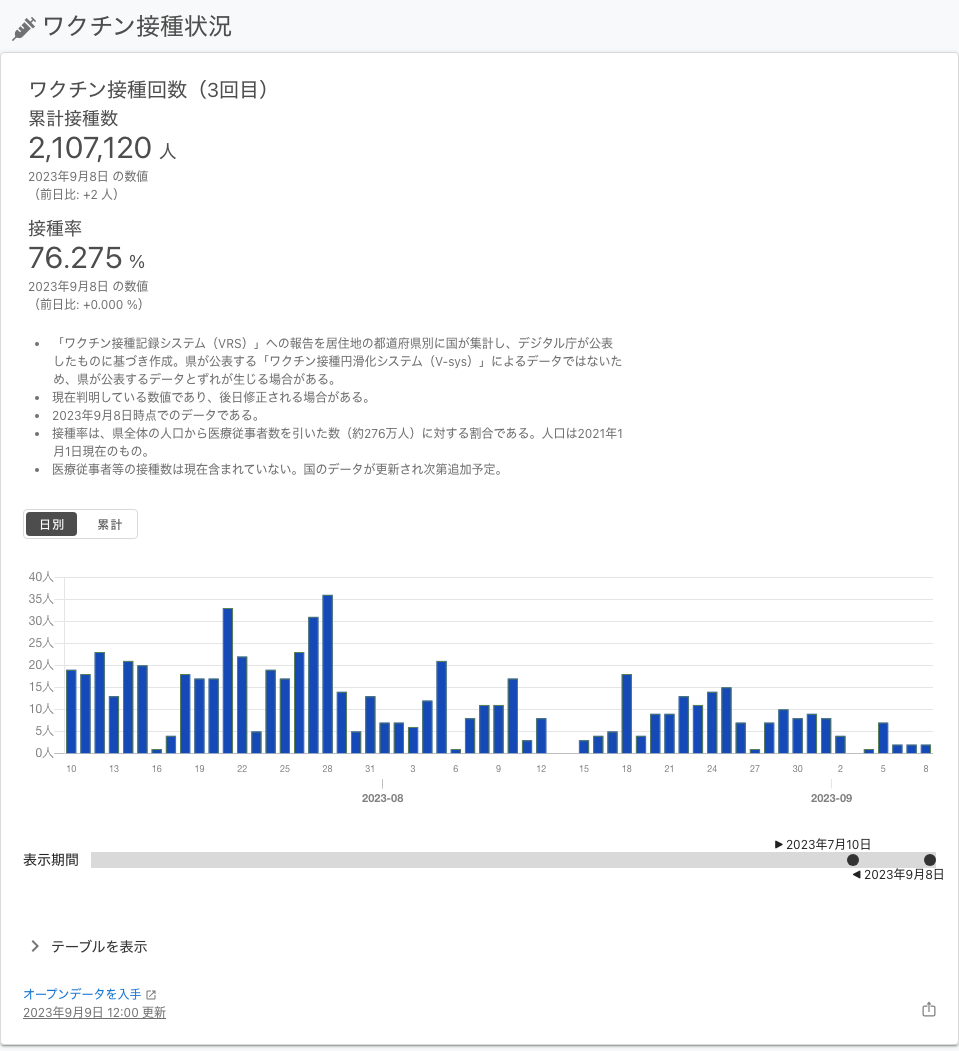 ワクチン接種状況
ワクチン接種回数（3回目）
累計接種数
2,107,120 人
2023年9月8日 の数値
（前日比: +2 人）
接種率
76.275 %
2023年9月8日 の数値
（前日比: +0.000 %）
• 「ワクチン接種記録システム（VRS）」への報告を居住地の都道府県別に国が集計し、デジタル庁が公表
したものに基づき作成。県が公表する「ワクチン接種円滑化システム（V-sys）」によるデータではないた
め、県が公表するデータとずれが生じる場合がある。
• 現在判明している数値であり、後日修正される場合がある。
• 2023年9月8日時点でのデータである。
• 接種率は、県全体の人口から医療従事者数を引いた数（約276万人）に対する割合である。人口は2021年1
月1日現在のもの。
• 医療従事者等の接種数は現在含まれていない。国のデータが更新され次第追加予定。
日別 累計
40人
35人
30人
25人
20人
15人
10人
5人
0人
10 13 16 19 22 25 28 31 3 6 9 12 15 18 21 24 27 30 2 5 8
2023-08 2023-09
▶ 2023年7月10日
表示期間
◀ 2023年9月8日
テーブルを表示
オープンデータを入手
2023年9月9日 12:00 更新